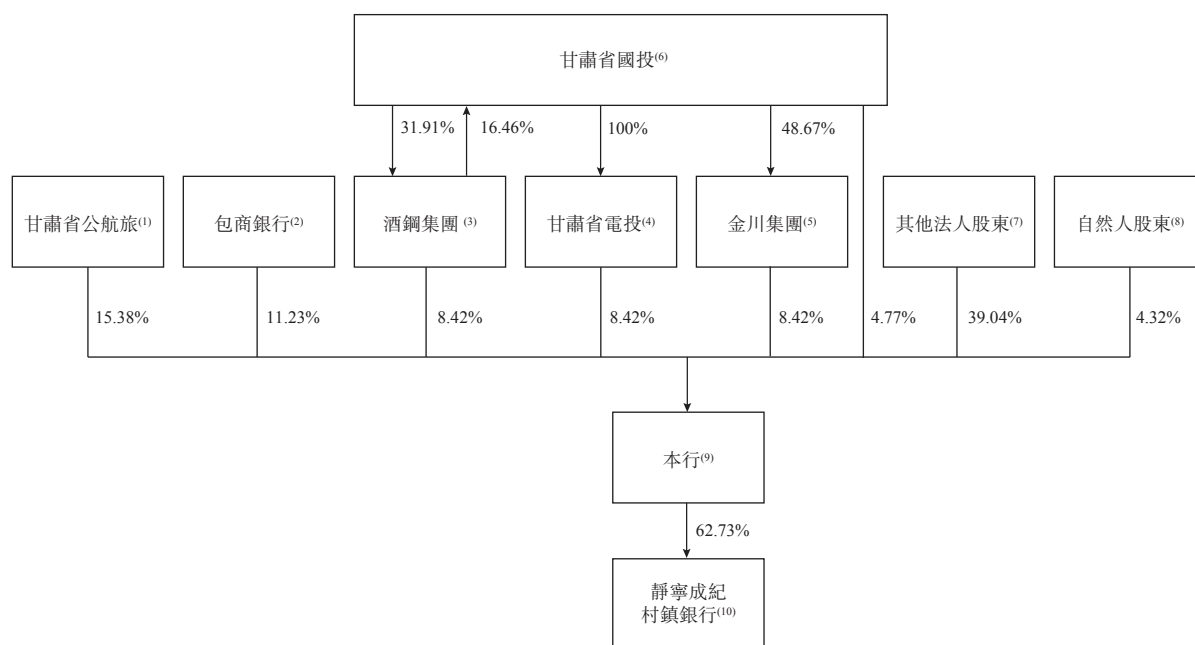 甘肅省國投(6)
31.91%
16.46%
100%
48.67%
甘肅省公航旅(1)
包商銀行(2)
酒鋼集團(3)
甘肅省電投(4)
金川集團(5)
其他法人股東(7)
自然人股東(8)
15.38%
11.23%
8.42%
8.42%
8.42%
4.77%
39.04%
4.32%
本行(9)
62.73%
靜寧成紀
村鎮銀行(10)